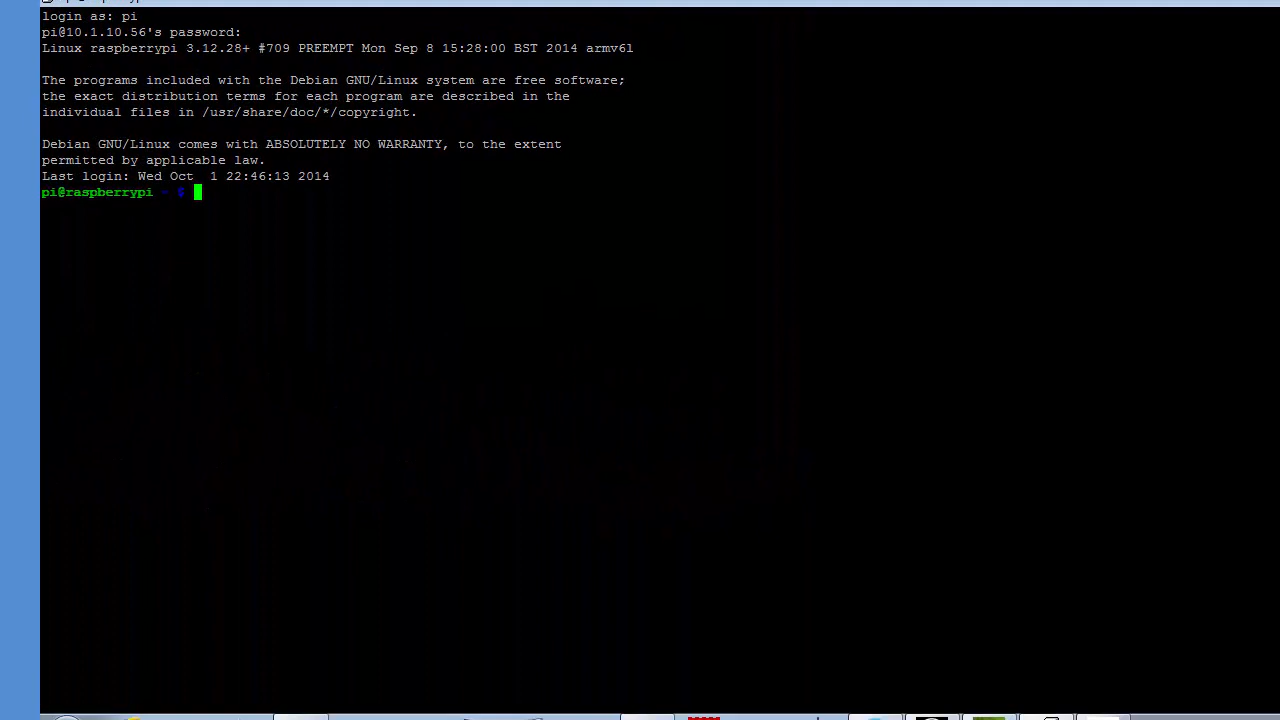 login as: pi
pi@10.1.10.56's password:
Linux raspberrypi 3.12.28+ #709 PREEMPT Mon Sep 8 15:28:00 BST 2014 armv6l
The programs included with the Debian GNU/Linux system are free software;
the exact distribution terms for each program are described in the
individual files in /usr/share/doc/*/copyright.
Debian GNU/Linux comes with ABSOLUTELY NO WARRANTY, to the extent
permitted by applicable law.
Last login: Wed Oct  1 22:46:13 2014
pi@raspberrypi ~ $